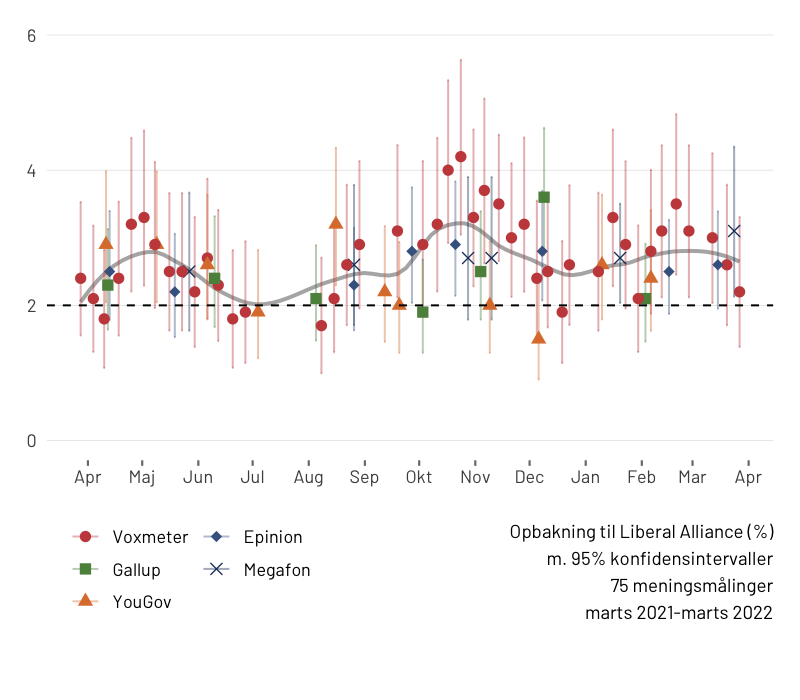 6
4
2
0
Apr Maj Jun Jul Aug Sep Okt Nov Dec Jan Feb Mar Apr
Voxmeter Epinion
Gallup Megafon
YouGov
Opbakning til Liberal Alliance (%)
m. 95% konfidensintervaller
75 meningsmålinger
marts 2021-marts 2022